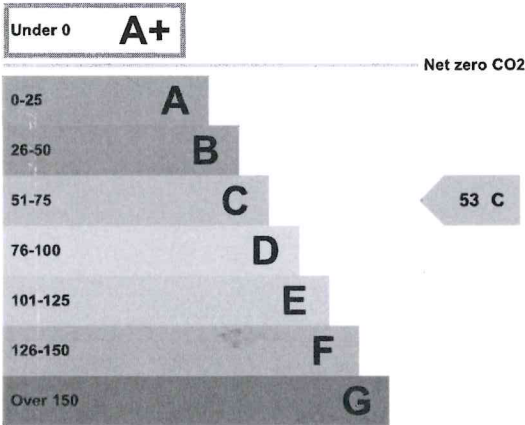 Under 0 A+
Net zero CO2
0-25 A
26-50 B
51-75 C
53 C
76-100 D
101-125 E
126-150 F
Over 150 G